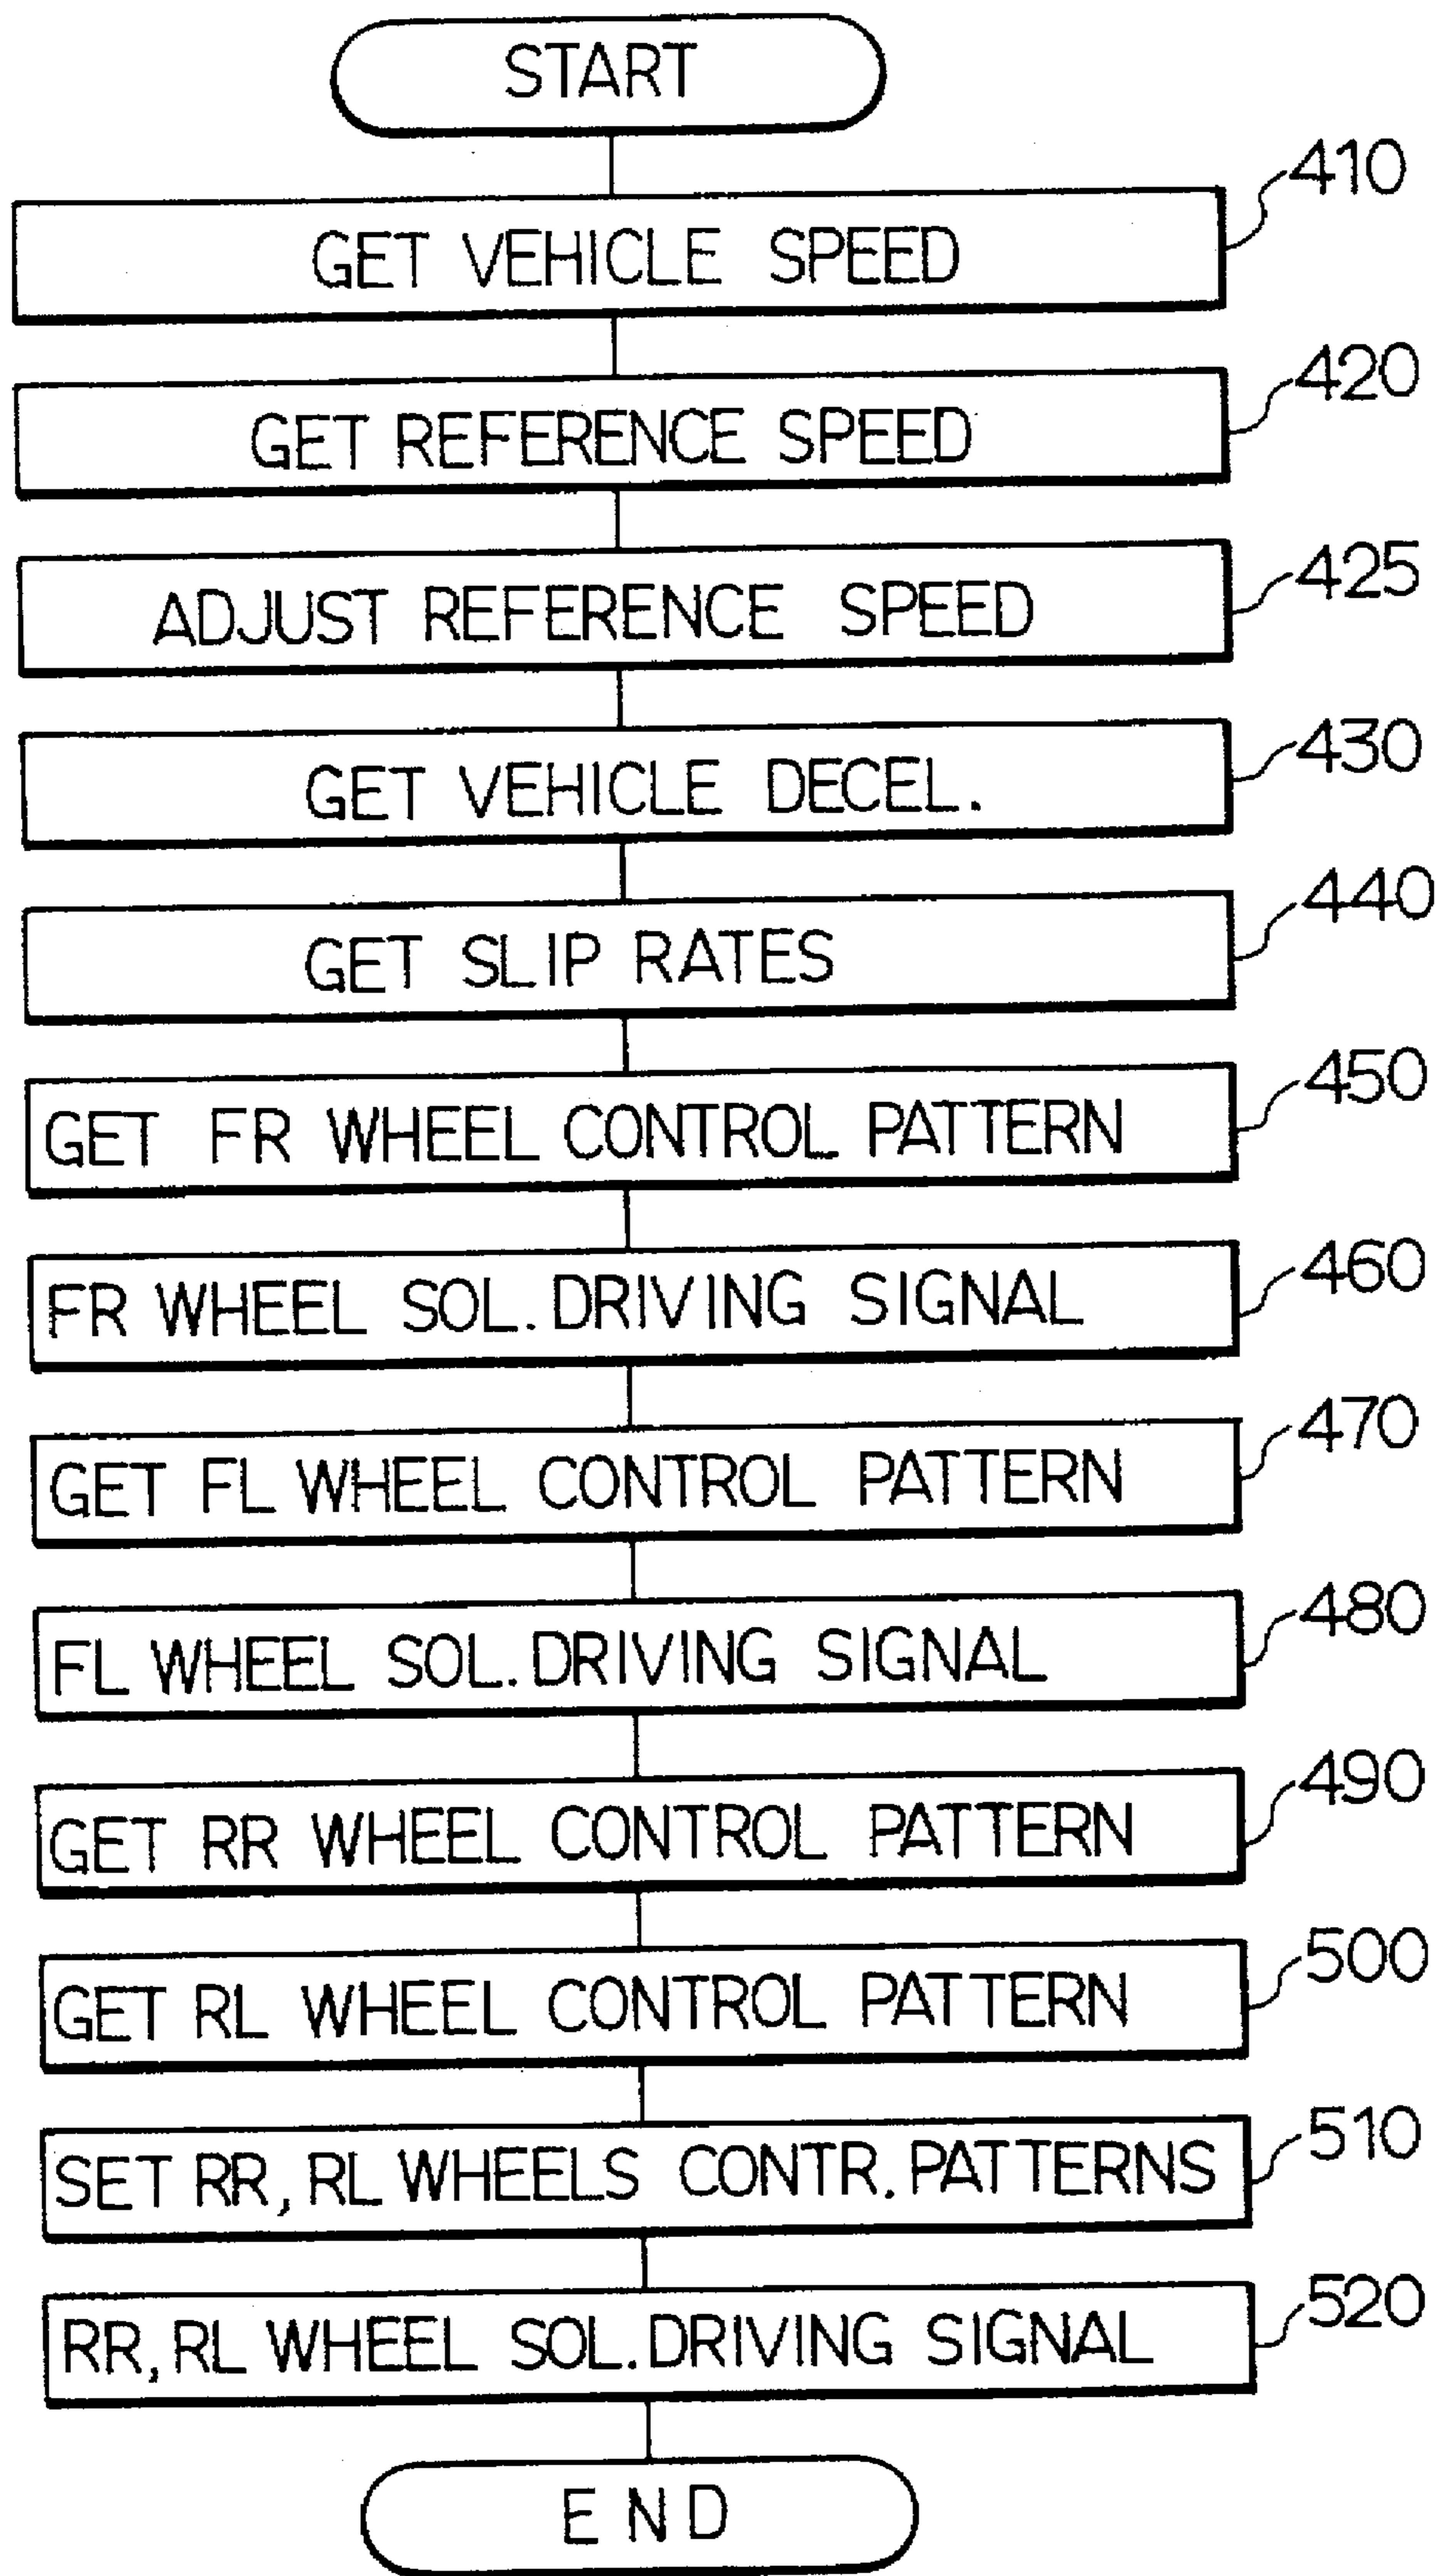 START
410
GET VEHICLE SPEED
420
GET REFERENCE SPEED
425
ADJUST REFERENCE SPEED
430
GET VEHICLE DECEL.
440
GET SLIP RATES
450
GET FR WHEEL CONTROL PATTERN
460
FR WHEEL SOL. DRIVING SIGNAL
470
GET FL WHEEL CONTROL PATTERN
480
FL WHEEL SOL. DRIVING SIGNAL
490
GET RR WHEEL CONTROL PATTERN
500
GET RL WHEEL CONTROL PATTERN
510
SET RR, RL WHEELS CONTR. PATTERNS
520
RR, RL WHEEL SOL. DRIVING SIGNAL
END